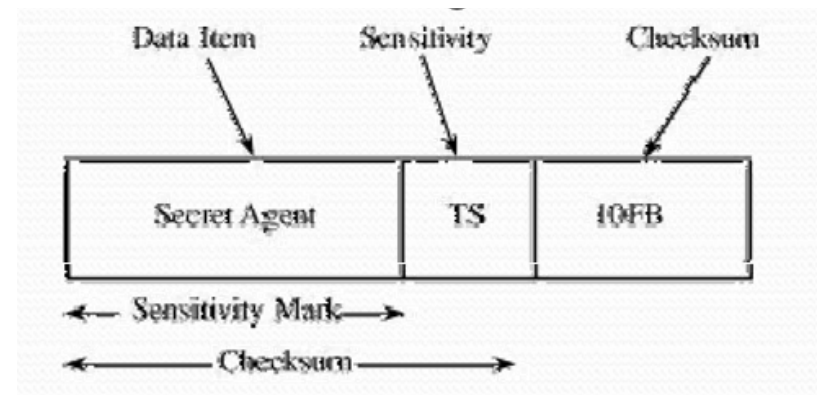 Data Item Sensitivity Checksum
Secret Agent TS 10FB
Sensitivity Mark
Checksum